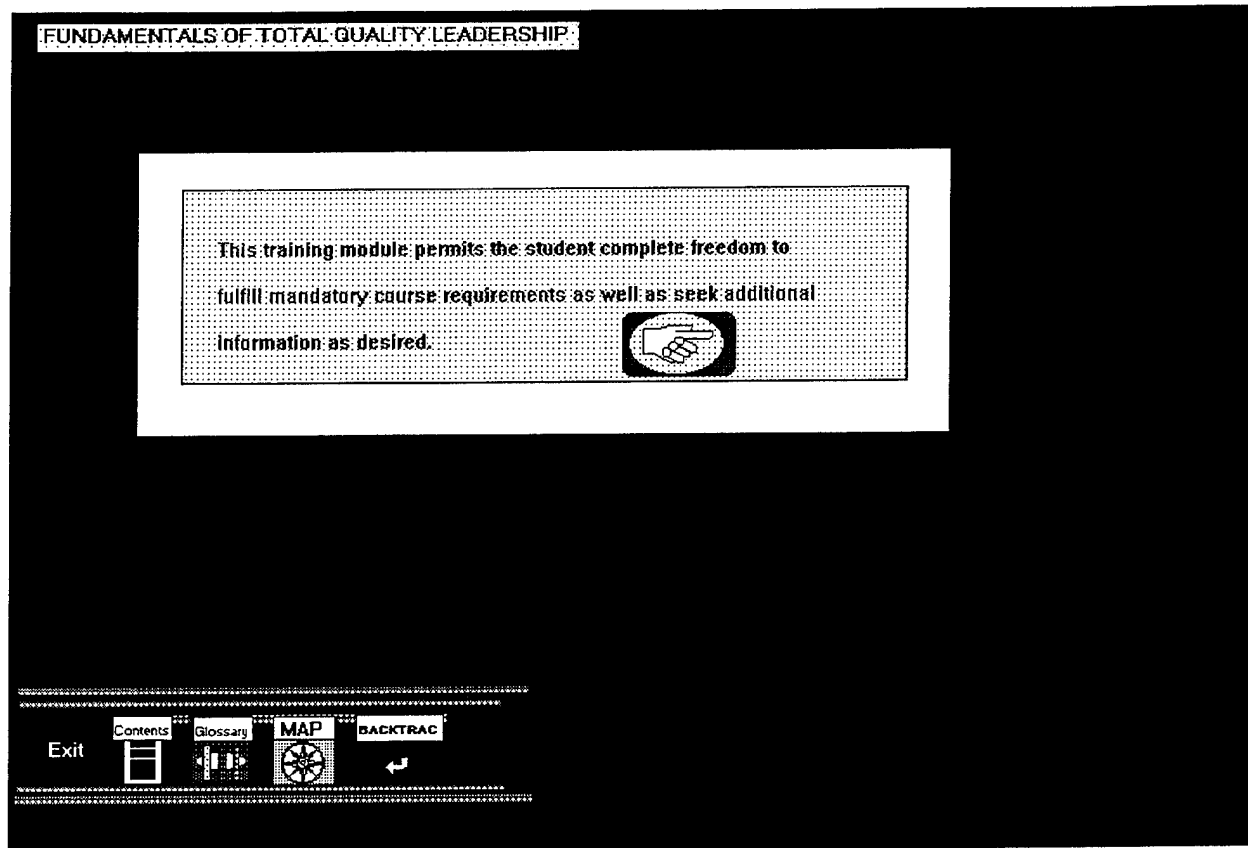 FUNDAMENTALS OF TOTAL QUALITY LEADERSHIP
This training module permits the student complete freedom to
fulfill mandatory course requirements as well as seek additional
information as desired.
Exit
Contents
Glossary
MAP
BACKTRAC